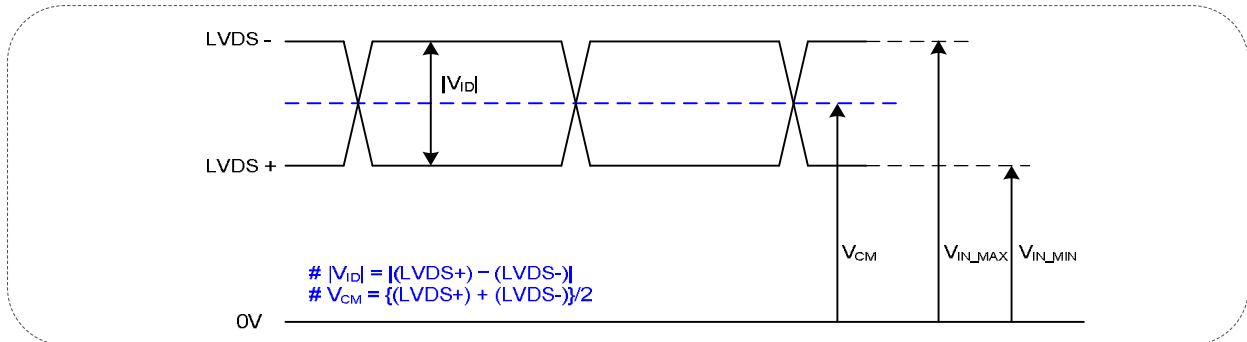 LVDS -
|VID|
LVDS +
VCM
VIN_MAX
VIN_MIN
# |VID| = |(LVDS+) – (LVDS-)|
# VCM = {(LVDS+) + (LVDS-)}/2
0V